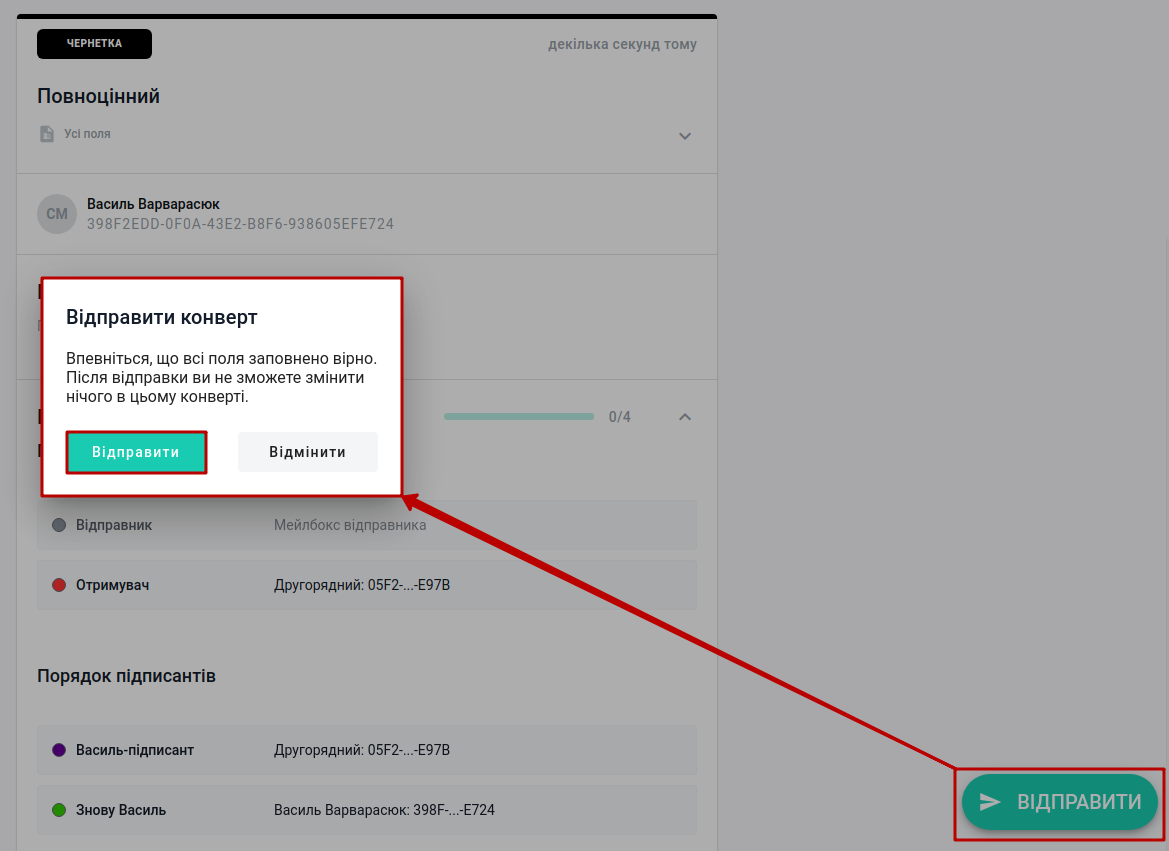 ЧЕРНЕТКА
декілька секунд тому
Повноцінний
Усі поля
СМ
Василь Варварасюк
398F2EDD-0F0A-43E2-B8F6-938605EFE724
Відправити конверт
Впевніться, що всі поля заповнено вірно.
Після відправки ви не зможете змінити
нічого в цьому конверті.
0/4
Відправити
Відмінити
Відправник
Мейлбокс відправника
Отримувач
Другорядний: 05F2-...-E97B
Порядок підписантів
Василь-підписант
Другорядний: 05F2-...-E97B
Знову Василь
Василь Варварасюк: 398F-...-E724
ВІДПРАВИТИ